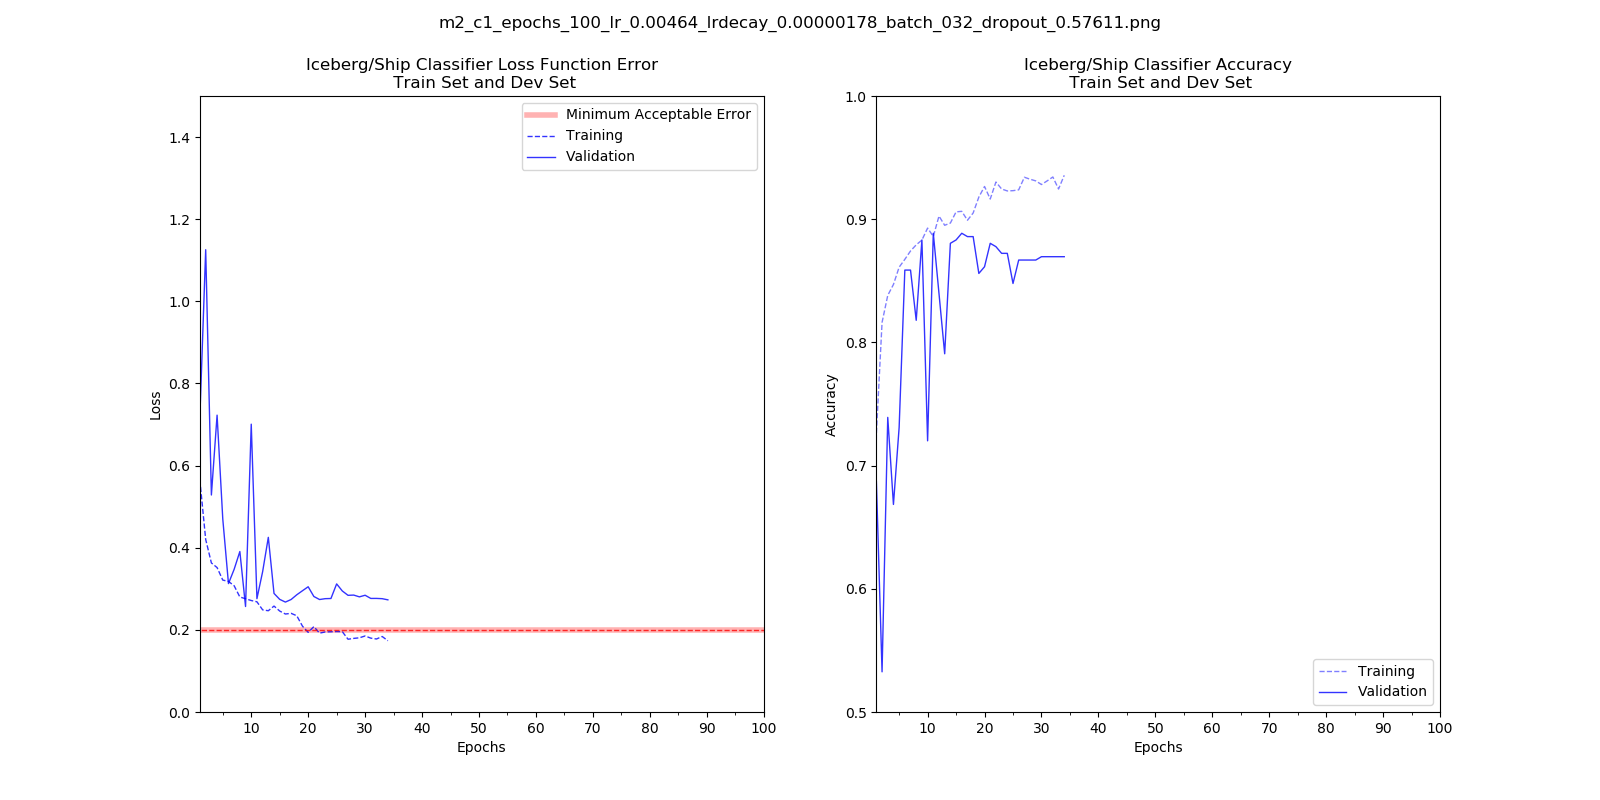 m2_c1_epochs_100_lr_0.00464_lrdecay_0.00000178_batch_032_dropout_0.57611.png
Iceberg/Ship Classifier Loss Function Error
Train Set and Dev Set
1.4
1.2
1.0
0.8
0.6
0.4
0.2
0.0
Loss
10 20 30 40 50 60 70 80 90 100
Epochs
Minimum Acceptable Error
Training
Validation
Iceberg/Ship Classifier Accuracy
Train Set and Dev Set
1.0
0.9
0.8
0.7
0.6
0.5
Accuracy
10 20 30 40 50 60 70 80 90 100
Epochs
Training
Validation